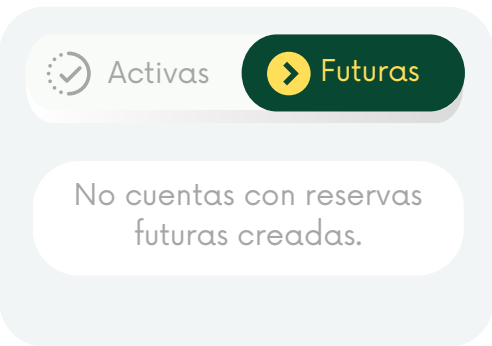 Activas
Futuras
No cuentas con reservas
futuras creadas.